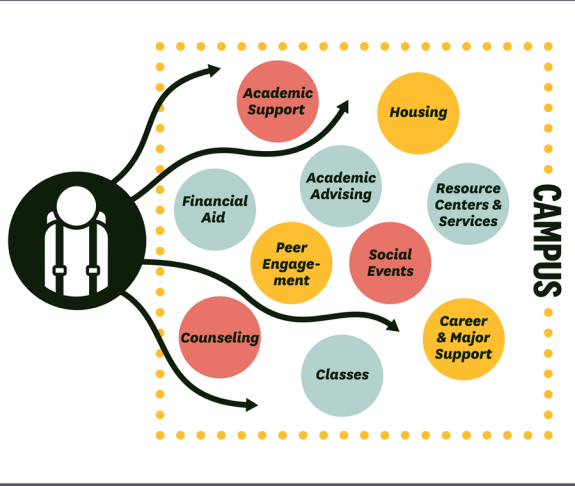 Academic
Support
Housing
Financial
Aid
Academic
Advising
Resource
Centers &
Services
Peer
Engage-
ment
Social
Events
Counseling
Career
& Major
Support
Classes
CAMPUS